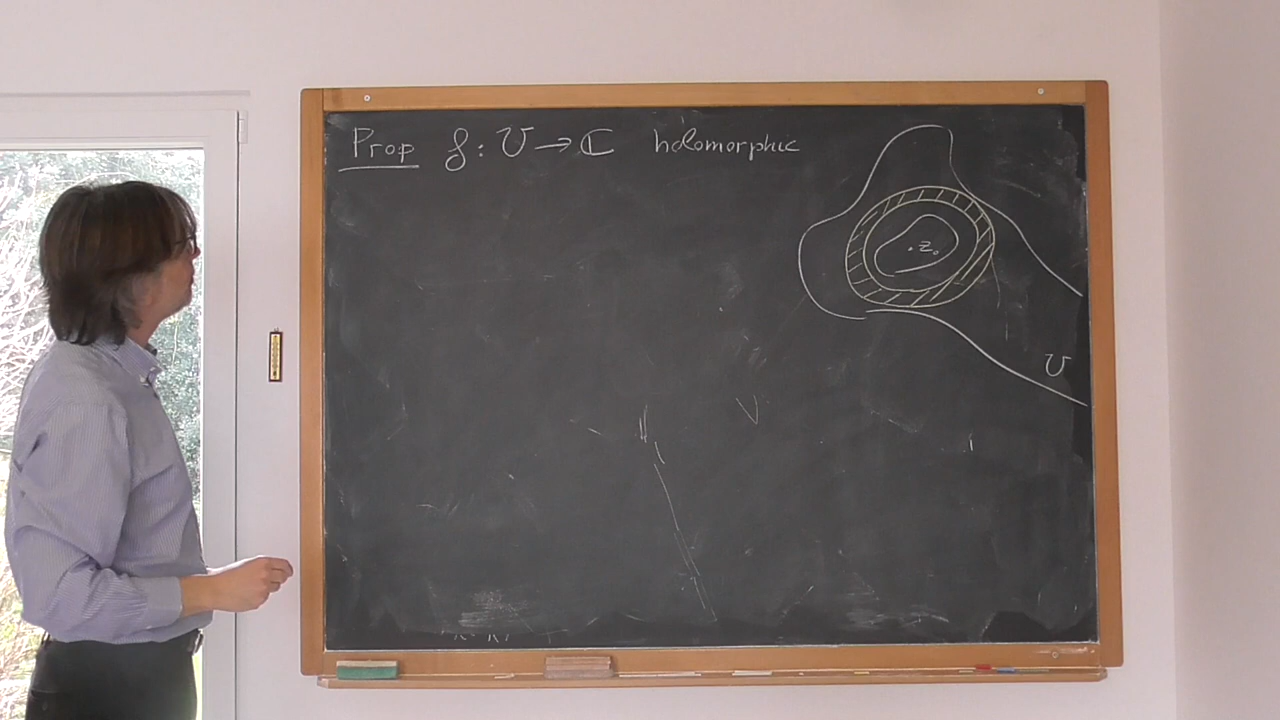 Prop f: U → ℂ holomorphic
· z₀
U